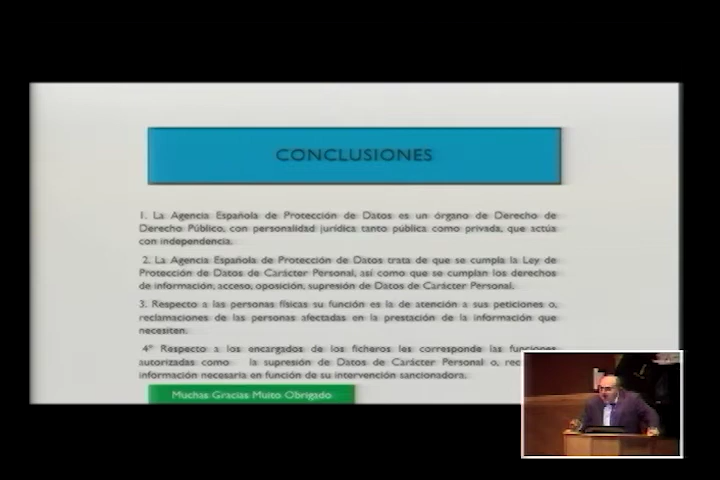 CONCLUSIONES
1. La Agencia Española de Protección de Datos es un órgano de Derecho de
Derecho Público, con personalidad jurídica tanto pública como privada, que actúa
con independencia.
2. La Agencia Española de Protección de Datos trata de que se cumpla la Ley de
Protección de Datos de Carácter Personal, así como que se cumplan los derechos
de información, acceso, oposición, supresión de Datos de Carácter Personal.
3. Respecto a las personas físicas su función es la de atención a sus peticiones o,
reclamaciones de las personas afectadas en la prestación de la información que
necesiten.
4ª Respecto a los encargados de los ficheros les corresponde las funciones
autorizadas como la supresión de Datos de Carácter Personal o,
información necesaria en función de su intervención sancionadora.
Muchas Gracias Muito Obrigado